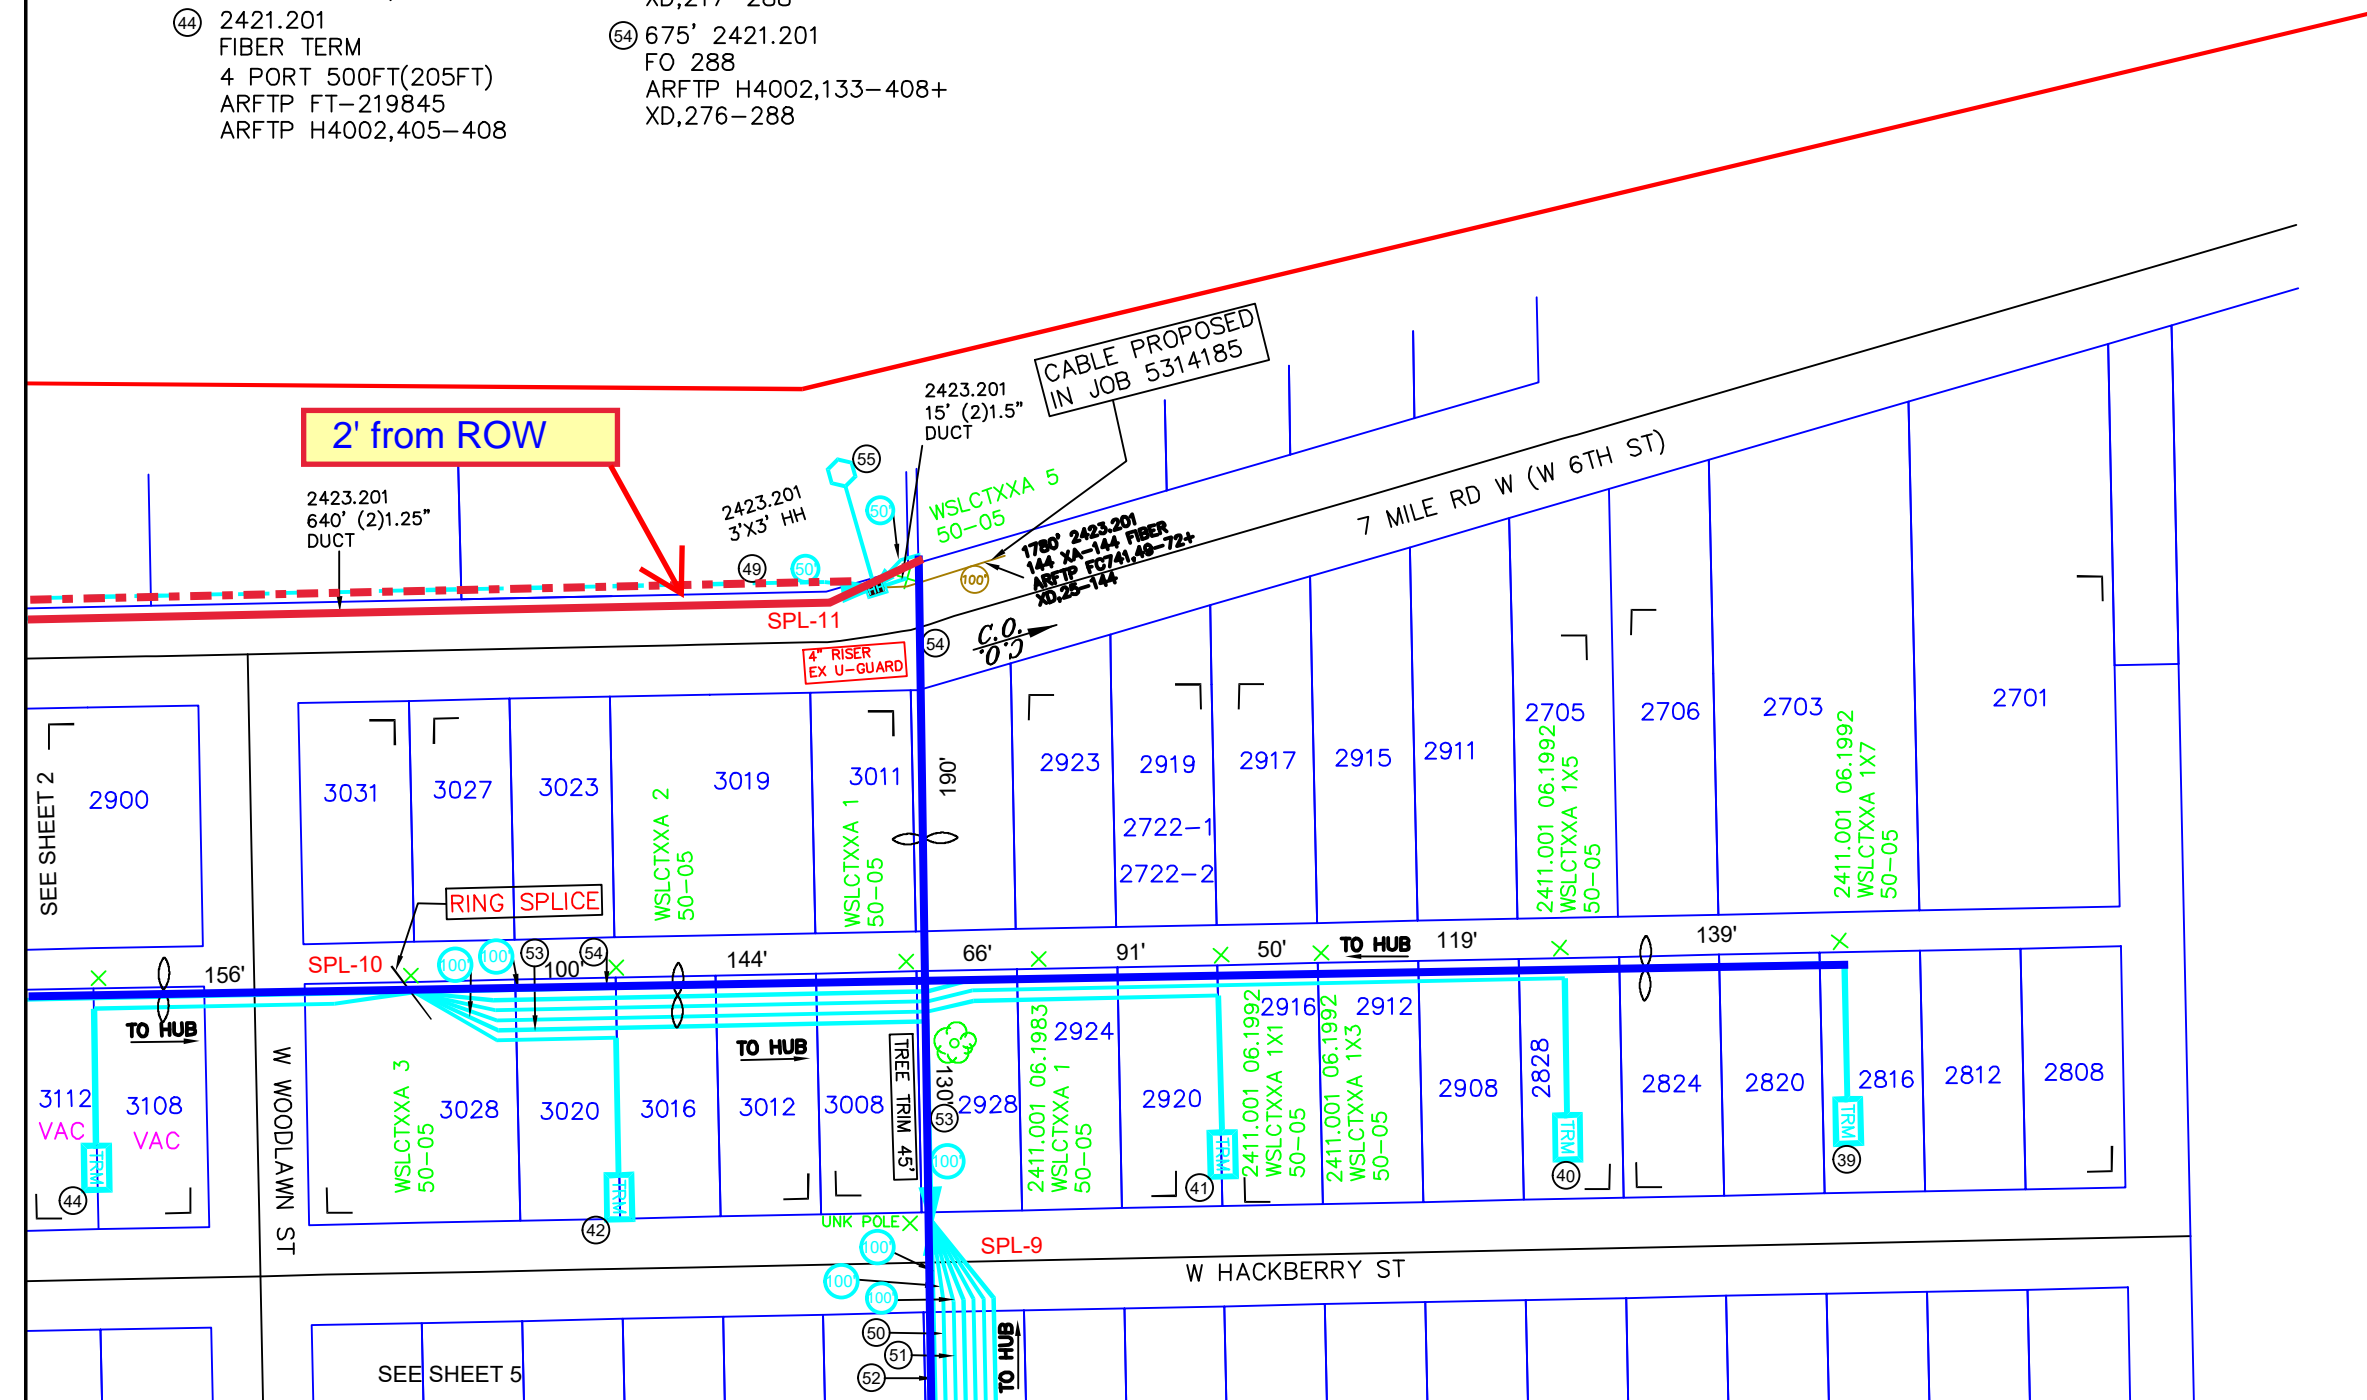 44 2421.201
FIBER TERM
4 PORT 500FT(205FT)
ARFTP FT-219845
ARFTP H4002,405-408
XD,217-288
54 675' 2421.201
FO 288
ARFTP H4002,133-408+
XD,276-288
CABLE PROPOSED
IN JOB 5314185
2' from ROW
2423.201
640' (2)1.25"
DUCT
2423.201
3'X3' HH
2423.201
15' (2)1.5"
DUCT
55
50'
49
50'
WSLCTXXA 5
50-05
100'
1780' 2423.201
144 XA-144 FIBER
ARFTP FC741,49-72+
XD,25-144
7 MILE RD W (W 6TH ST)
SPL-11
4" RISER
EX U-GUARD
54
C.O.
C.O.
SEE SHEET 2
2900
3031
3027
3023
3019
3011
WSLCTXXA 2
50-05
WSLCTXXA 1
50-05
190'
2923
2919
2722-1
2722-2
2917
2915
2911
2705
2411.001 06.1992
WSLCTXXA 1X5
50-05
2706
2703
2411.001 06.1992
WSLCTXXA 1X7
50-05
2701
RING SPLICE
SPL-10
156'
100'
100'
53
100'
54
144'
66'
91'
50'
TO HUB
119'
139'
TO HUB
TO HUB
3112
VAC
3108
VAC
TRM
44
W WOODLAWN ST
WSLCTXXA 3
50-05
3028
3020
TRM
42
3016
3012
3008
TREE TRIM 45'
130'
53
100'
2928
2411.001 06.1983
WSLCTXXA 1
50-05
2924
2920
TRM
41
2411.001 06.1992
WSLCTXXA 1X1
50-05
2916
2411.001 06.1992
WSLCTXXA 1X3
50-05
2912
2908
2828
TRM
40
2824
2820
TRM
39
2816
2812
2808
UNK POLE
SPL-9
100'
100'
100'
W HACKBERRY ST
50
51
52
TO HUB
SEE SHEET 5